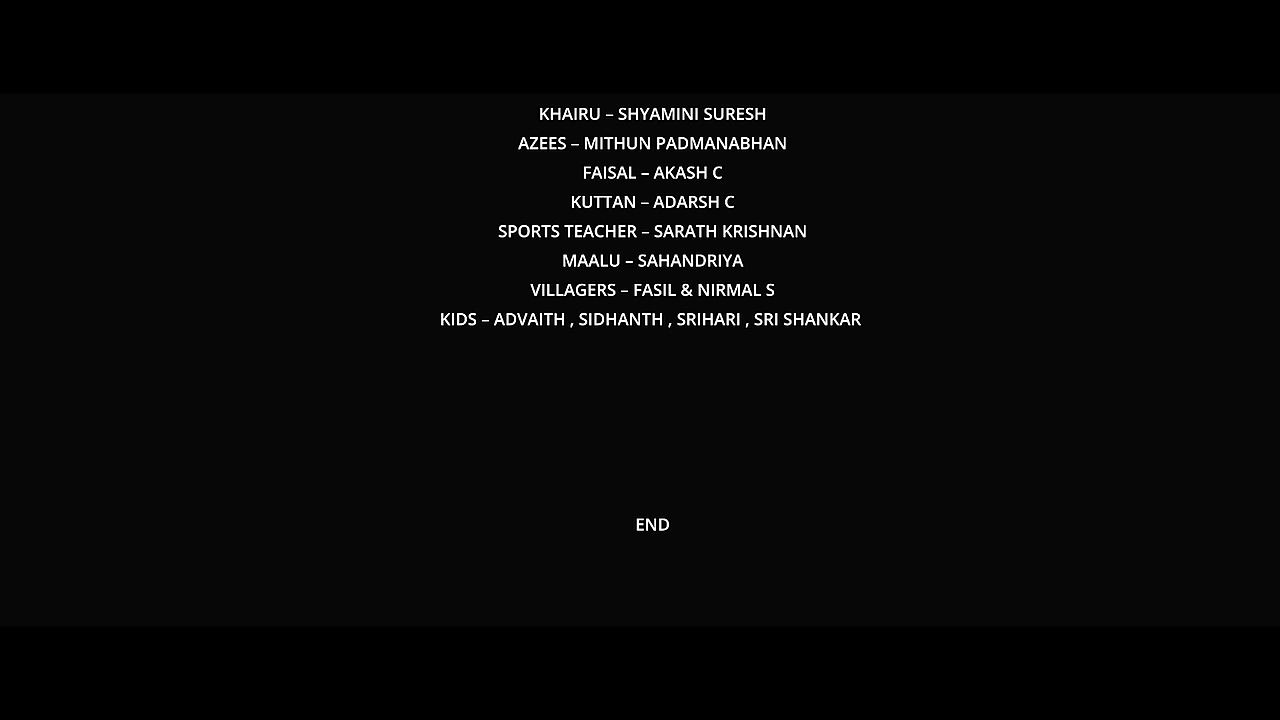 KHAIRU – SHYAMINI SURESH
AZEES – MITHUN PADMANABHAN
FAISAL – AKASH C
KUTTAN – ADARSH C
SPORTS TEACHER – SARATH KRISHNAN
MAALU – SAHANDRIYA
VILLAGERS – FASIL & NIRMAL S
KIDS – ADVAITH , SIDHANTH , SRIHARI , SRI SHANKAR
END